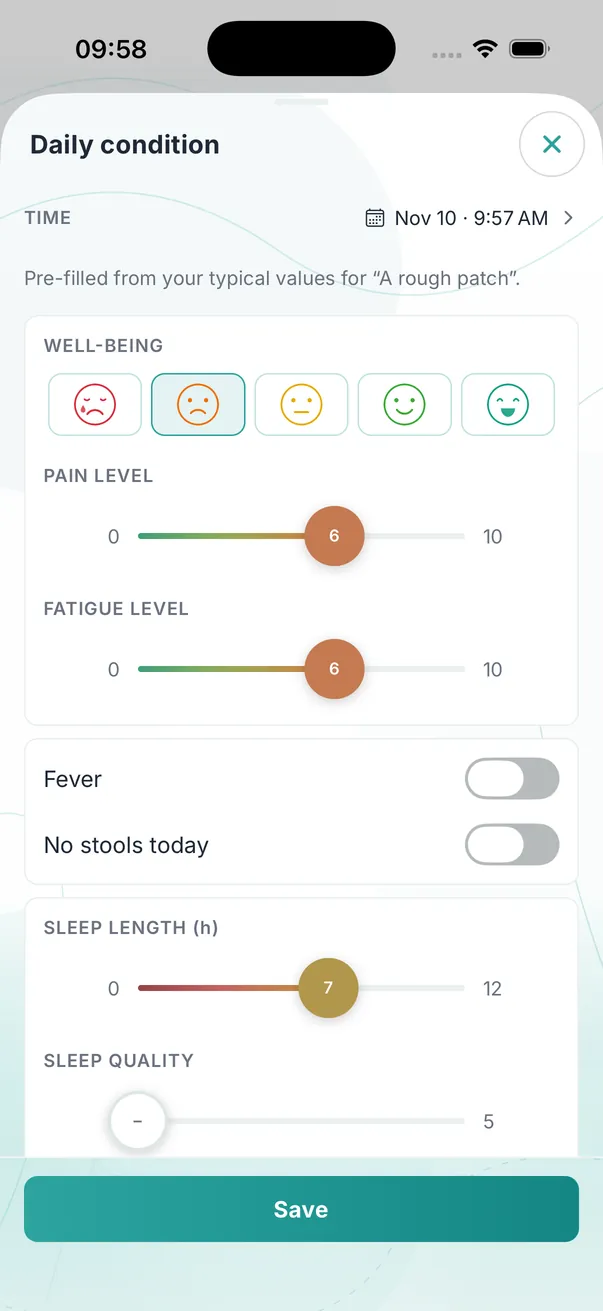 09:58
Daily condition
TIME
Nov 10 · 9:57 AM
Pre-filled from your typical values for “A rough patch”.
WELL-BEING
PAIN LEVEL
0 6 10
FATIGUE LEVEL
0 6 10
Fever
No stools today
SLEEP LENGTH (h)
0 7 12
SLEEP QUALITY
– 5
Save